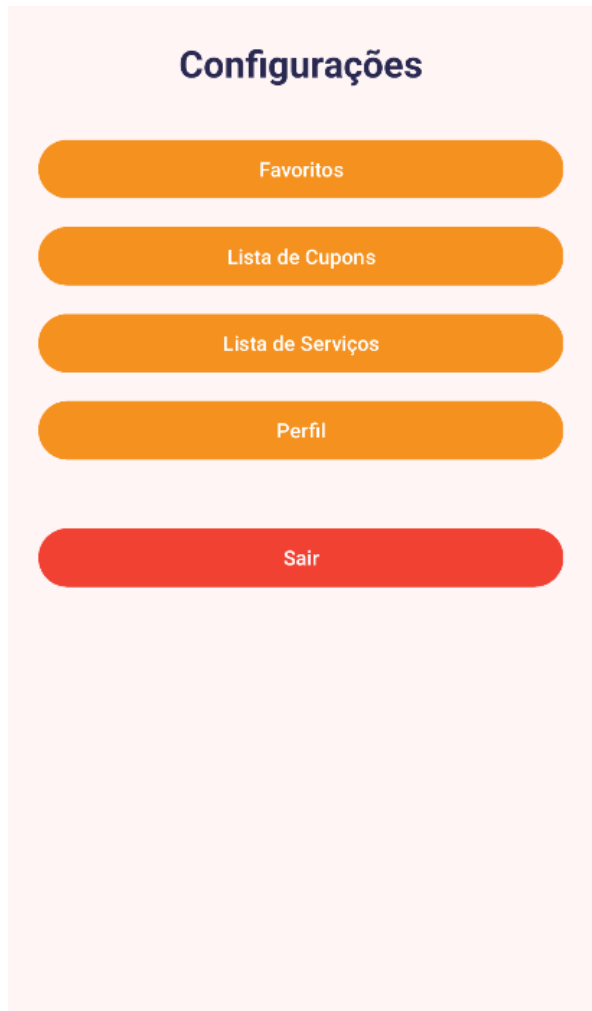 Configurações
Favoritos
Lista de Cupons
Lista de Serviços
Perfil
Sair